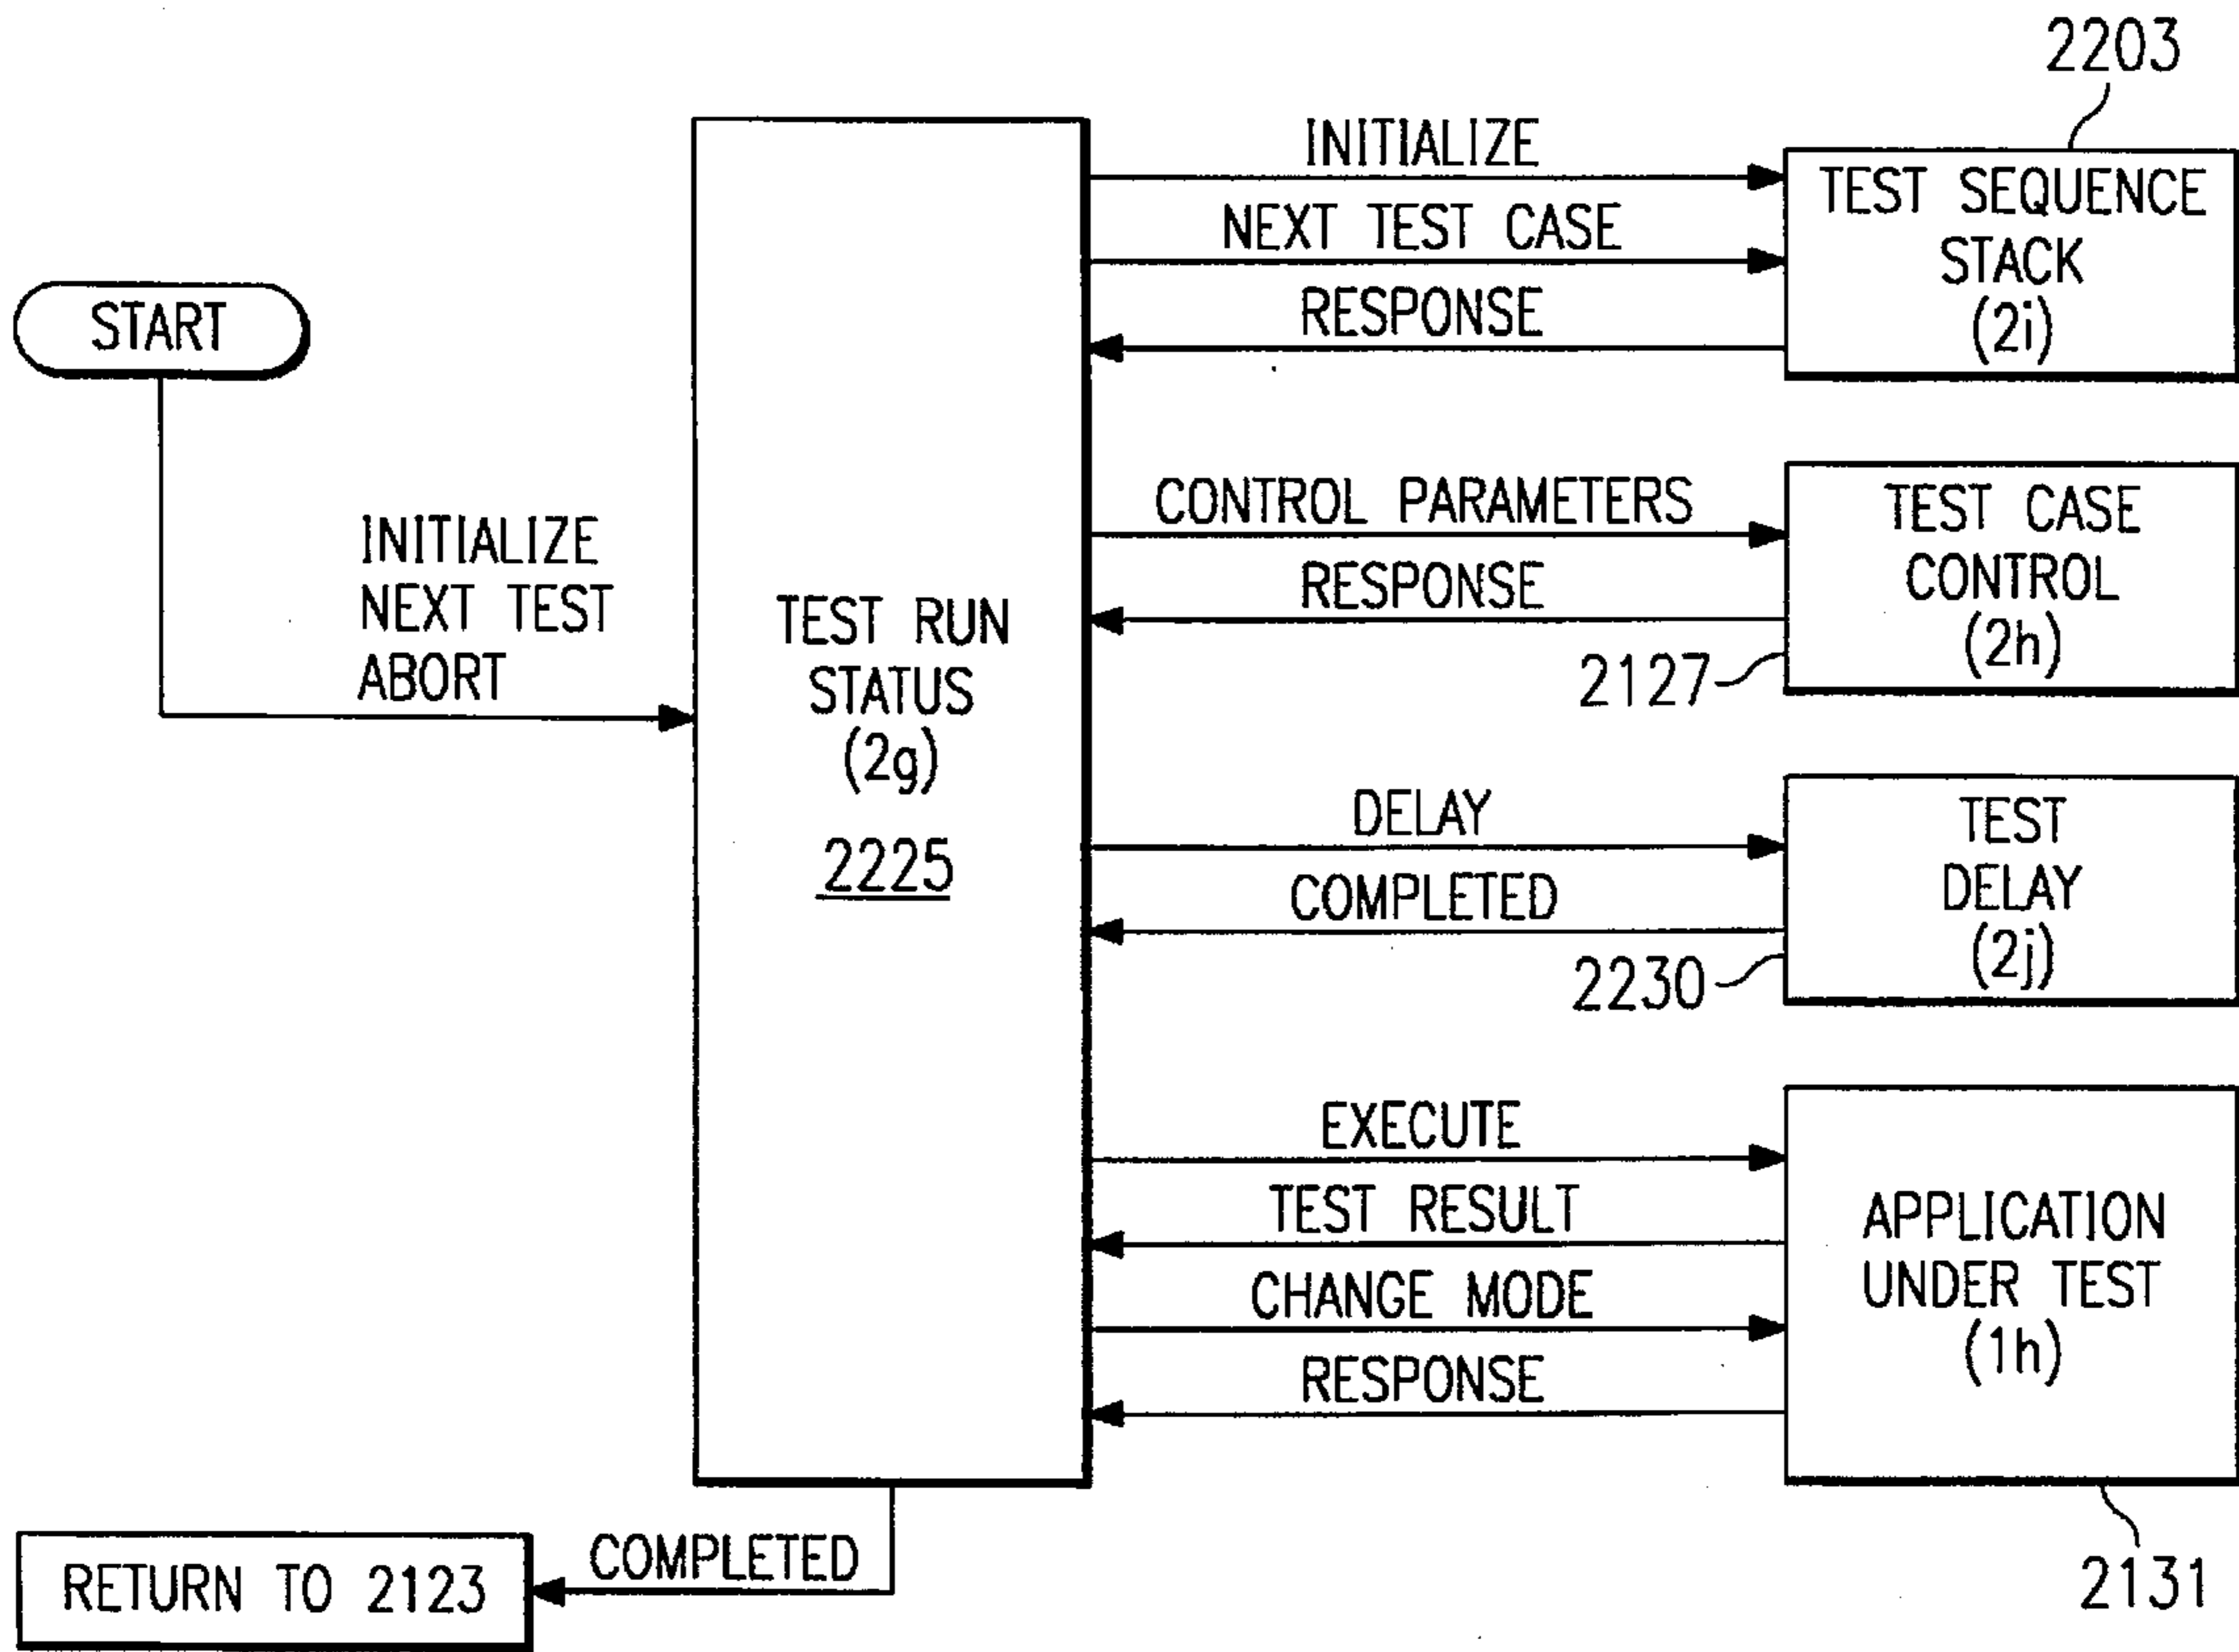 2203
INITIALIZE
TEST SEQUENCE
STACK
(2i)
NEXT TEST CASE
RESPONSE
START
CONTROL PARAMETERS
RESPONSE
TEST CASE
CONTROL
(2h)
2127
INITIALIZE
NEXT TEST
ABORT
TEST RUN
STATUS
(2g)
2225
DELAY
COMPLETED
TEST
DELAY
(2j)
2230
EXECUTE
TEST RESULT
CHANGE MODE
RESPONSE
APPLICATION
UNDER TEST
(1h)
2131
COMPLETED
RETURN TO 2123